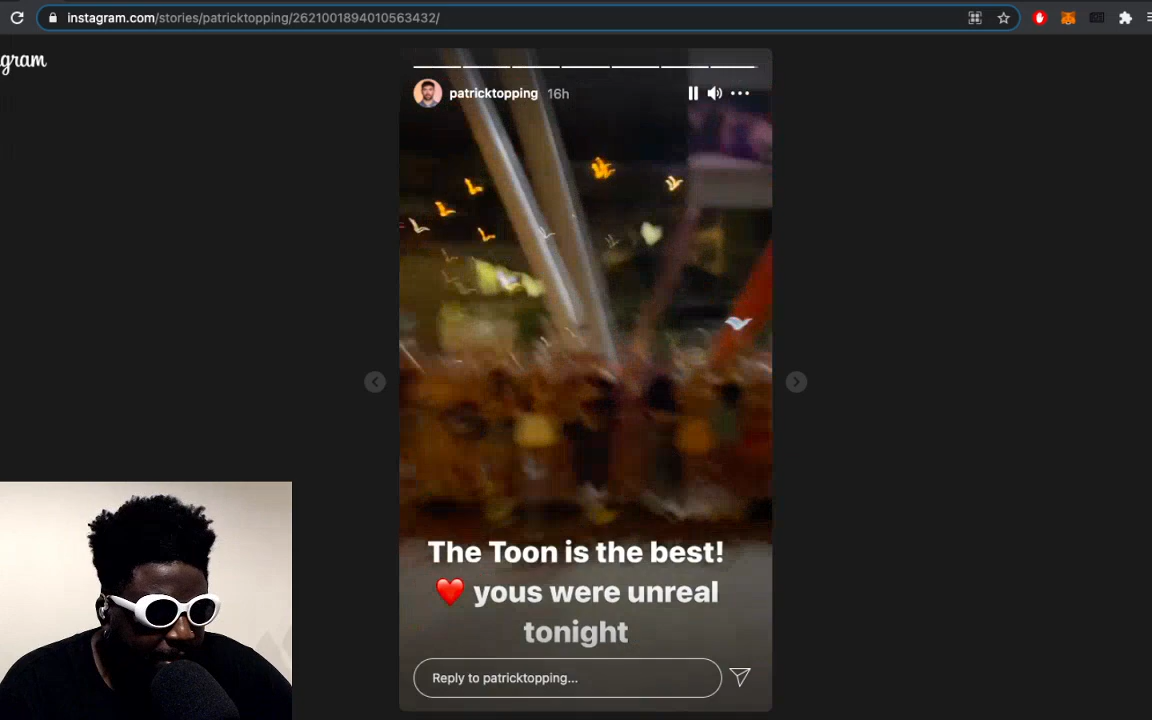 instagram.com/stories/patricktopping/2621001894010563432/
gram
patricktopping 16h
The Toon is the best!
❤️ yous were unreal
tonight
Reply to patricktopping...